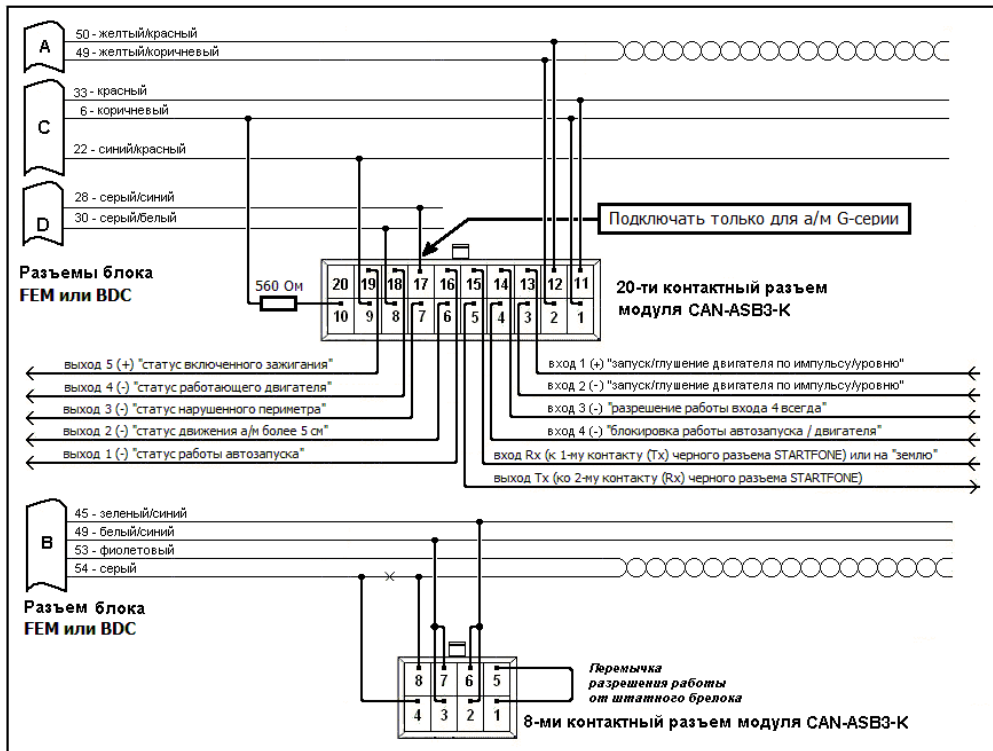 A
50 - желтый/красный
49 - желтый/коричневый
C
33 - красный
6 - коричневый
22 - синий/красный
D
28 - серый/синий
30 - серый/белый
Подключать только для а/м G-серии
Разъемы блока
FEM или BDC
560 Ом
20 19 18 17 16 15 14 13 12 11
10 9 8 7 6 5 4 3 2 1
20-ти контактный разъем
модуля CAN-ASB3-K
выход 5 (+) "статус включенного зажигания"
выход 4 (-) "статус работающего двигателя"
выход 3 (-) "статус нарушенного периметра"
выход 2 (-) "статус движения а/м более 5 см"
выход 1 (-) "статус работы автозапуска"
вход 1 (+) "запуск/глушение двигателя по импульсу/уровню"
вход 2 (-) "запуск/глушение двигателя по импульсу/уровню"
вход 3 (-) "разрешение работы входа 4 всегда"
вход 4 (-) "блокировка работы автозапуска / двигателя"
вход Rx (к 1-му контакту (Tx) черного разъема STARTFONE) или на "землю"
выход Tx (ко 2-му контакту (Rx) черного разъема STARTFONE)
B
45 - зеленый/синий
49 - белый/синий
53 - фиолетовый
54 - серый
Разъем блока
FEM или BDC
8 7 6 5
4 3 2 1
Перемычка
разрешения работы
от штатного брелока
8-ми контактный разъем модуля CAN-ASB3-K